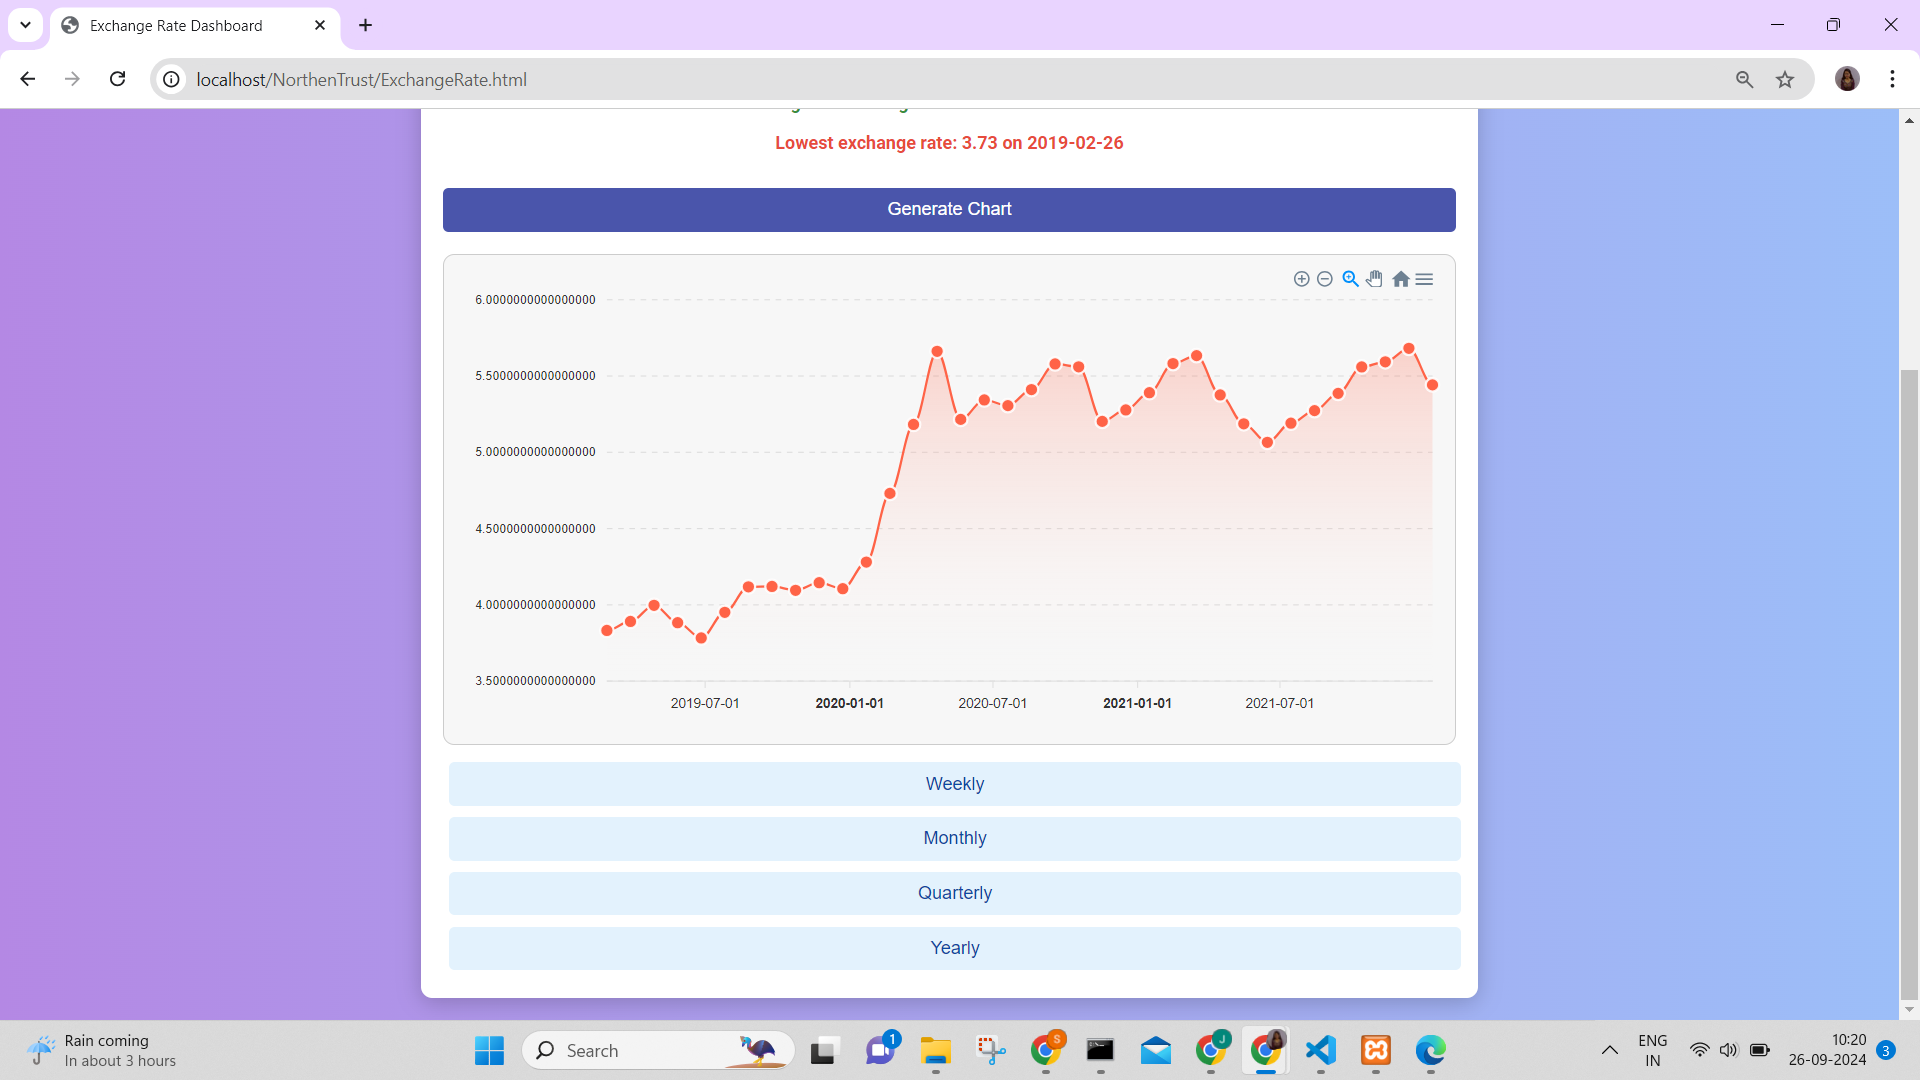 Exchange Rate Dashboard
localhost/NorthenTrust/ExchangeRate.html
Lowest exchange rate: 3.73 on 2019-02-26
Generate Chart
6.0000000000000000
5.5000000000000000
5.0000000000000000
4.5000000000000000
4.0000000000000000
3.5000000000000000
2019-07-01 2020-01-01 2020-07-01 2021-01-01 2021-07-01
Weekly
Monthly
Quarterly
Yearly
Rain coming
In about 3 hours
Search
1
S
J
ENG
IN
10:20
26-09-2024
3